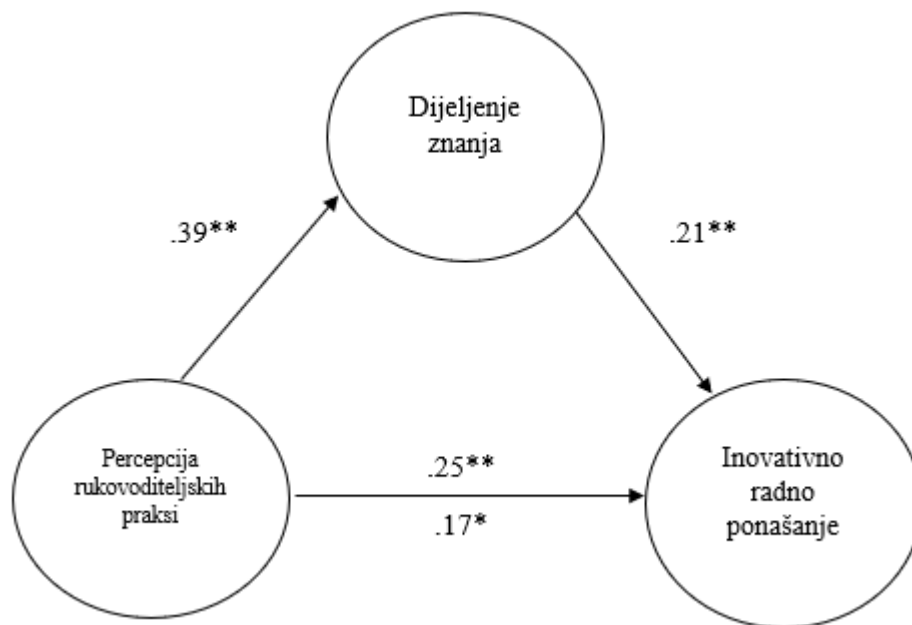 Dijeljenje
znanja
.39**
.21**
Percepcija
rukovoditeljskih
praksi
.25**
.17*
Inovativno
radno
ponašanje